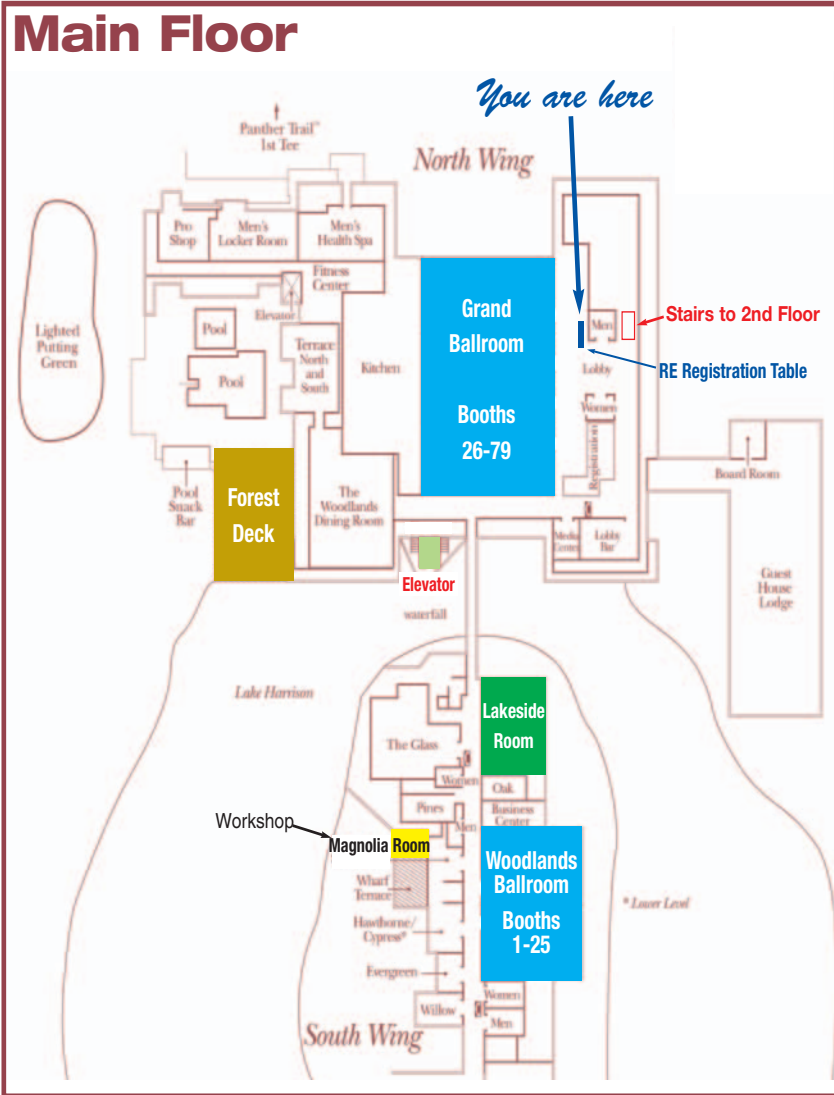 Main Floor
You are here
Panther Trail™
1st Tee
North Wing
Pro
Shop
Men's
Locker Room
Men's
Health Spa
Fitness
Center
Elevator
Lighted
Putting
Green
Pool
Pool
Terrace
North
and
South
Kitchen
Grand
Ballroom
Booths
26-79
Men
Stairs to 2nd Floor
Lobby
RE Registration Table
Women
Registration
Board Room
Pool
Snack
Bar
Forest
Deck
The
Woodlands
Dining Room
Media
Center
Lobby
Bar
Elevator
waterfall
Guest
House
Lodge
Lake Harrison
Lakeside
Room
The Glass
Women
Oak
Pines
Business
Center
Men
Workshop
Magnolia Room
Woodlands
Ballroom
Booths
1-25
Wharf
Terrace
*Lower Level
Hawthorne/
Cypress*
Evergreen
Willow
Women
Men
South Wing